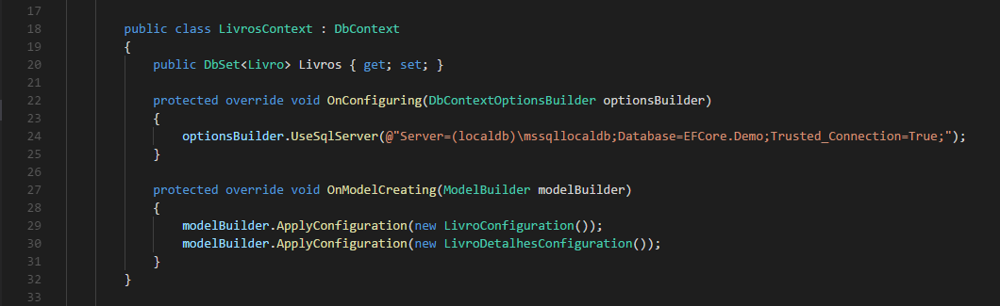 17
18 public class LivrosContext : DbContext
19 {
20 public DbSet<Livro> Livros { get; set; }
21
22 protected override void OnConfiguring(DbContextOptionsBuilder optionsBuilder)
23 {
24 optionsBuilder.UseSqlServer(@"Server=(localdb)\mssqllocaldb;Database=EFCore.Demo;Trusted_Connection=True;");
25 }
26
27 protected override void OnModelCreating(ModelBuilder modelBuilder)
28 {
29 modelBuilder.ApplyConfiguration(new LivroConfiguration());
30 modelBuilder.ApplyConfiguration(new LivroDetalhesConfiguration());
31 }
32 }
33